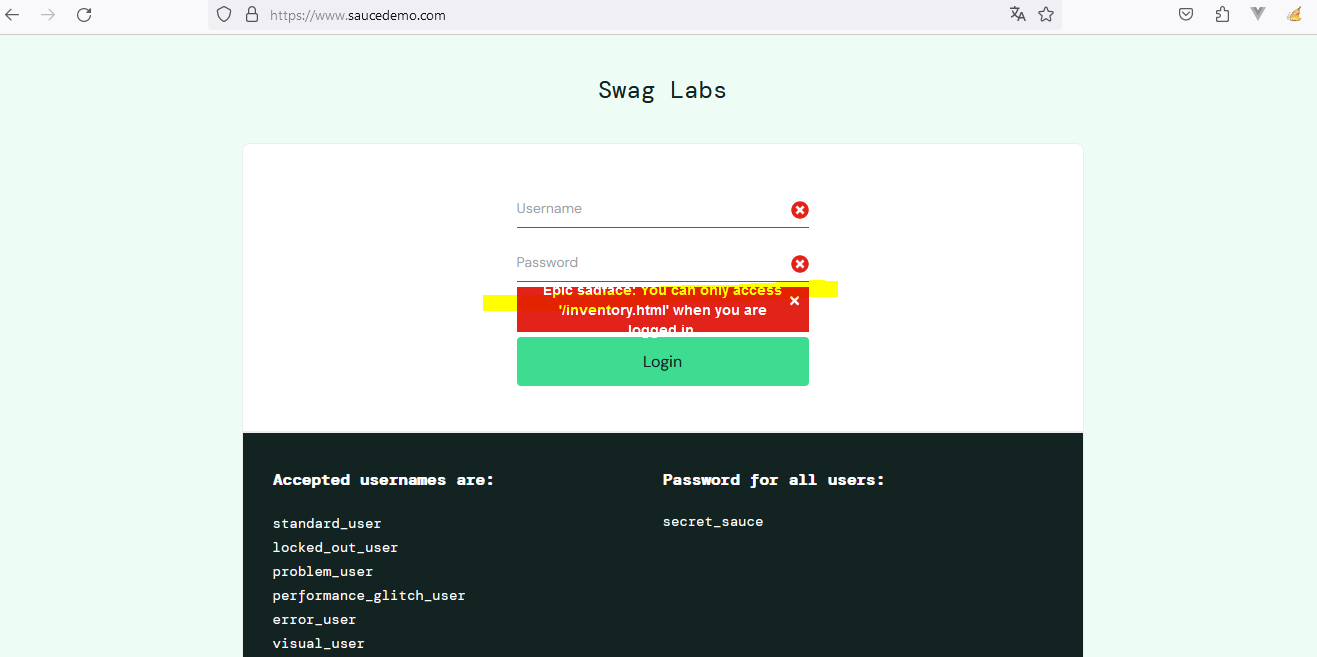 https://www.saucedemo.com
Swag Labs
Username
Password
Epic sadface: You can only access
'/inventory.html' when you are
logged in
Login
Accepted usernames are:
Password for all users:
standard_user
secret_sauce
locked_out_user
problem_user
performance_glitch_user
error_user
visual_user